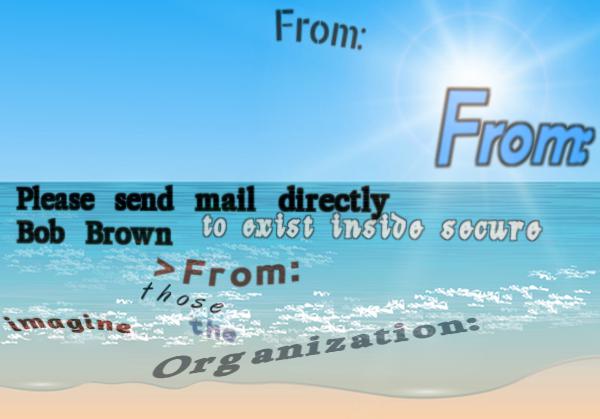 From:
From:
Please send mail directly
Bob Brown
to exist inside secure
>From:
those
imagine
the
Organization: